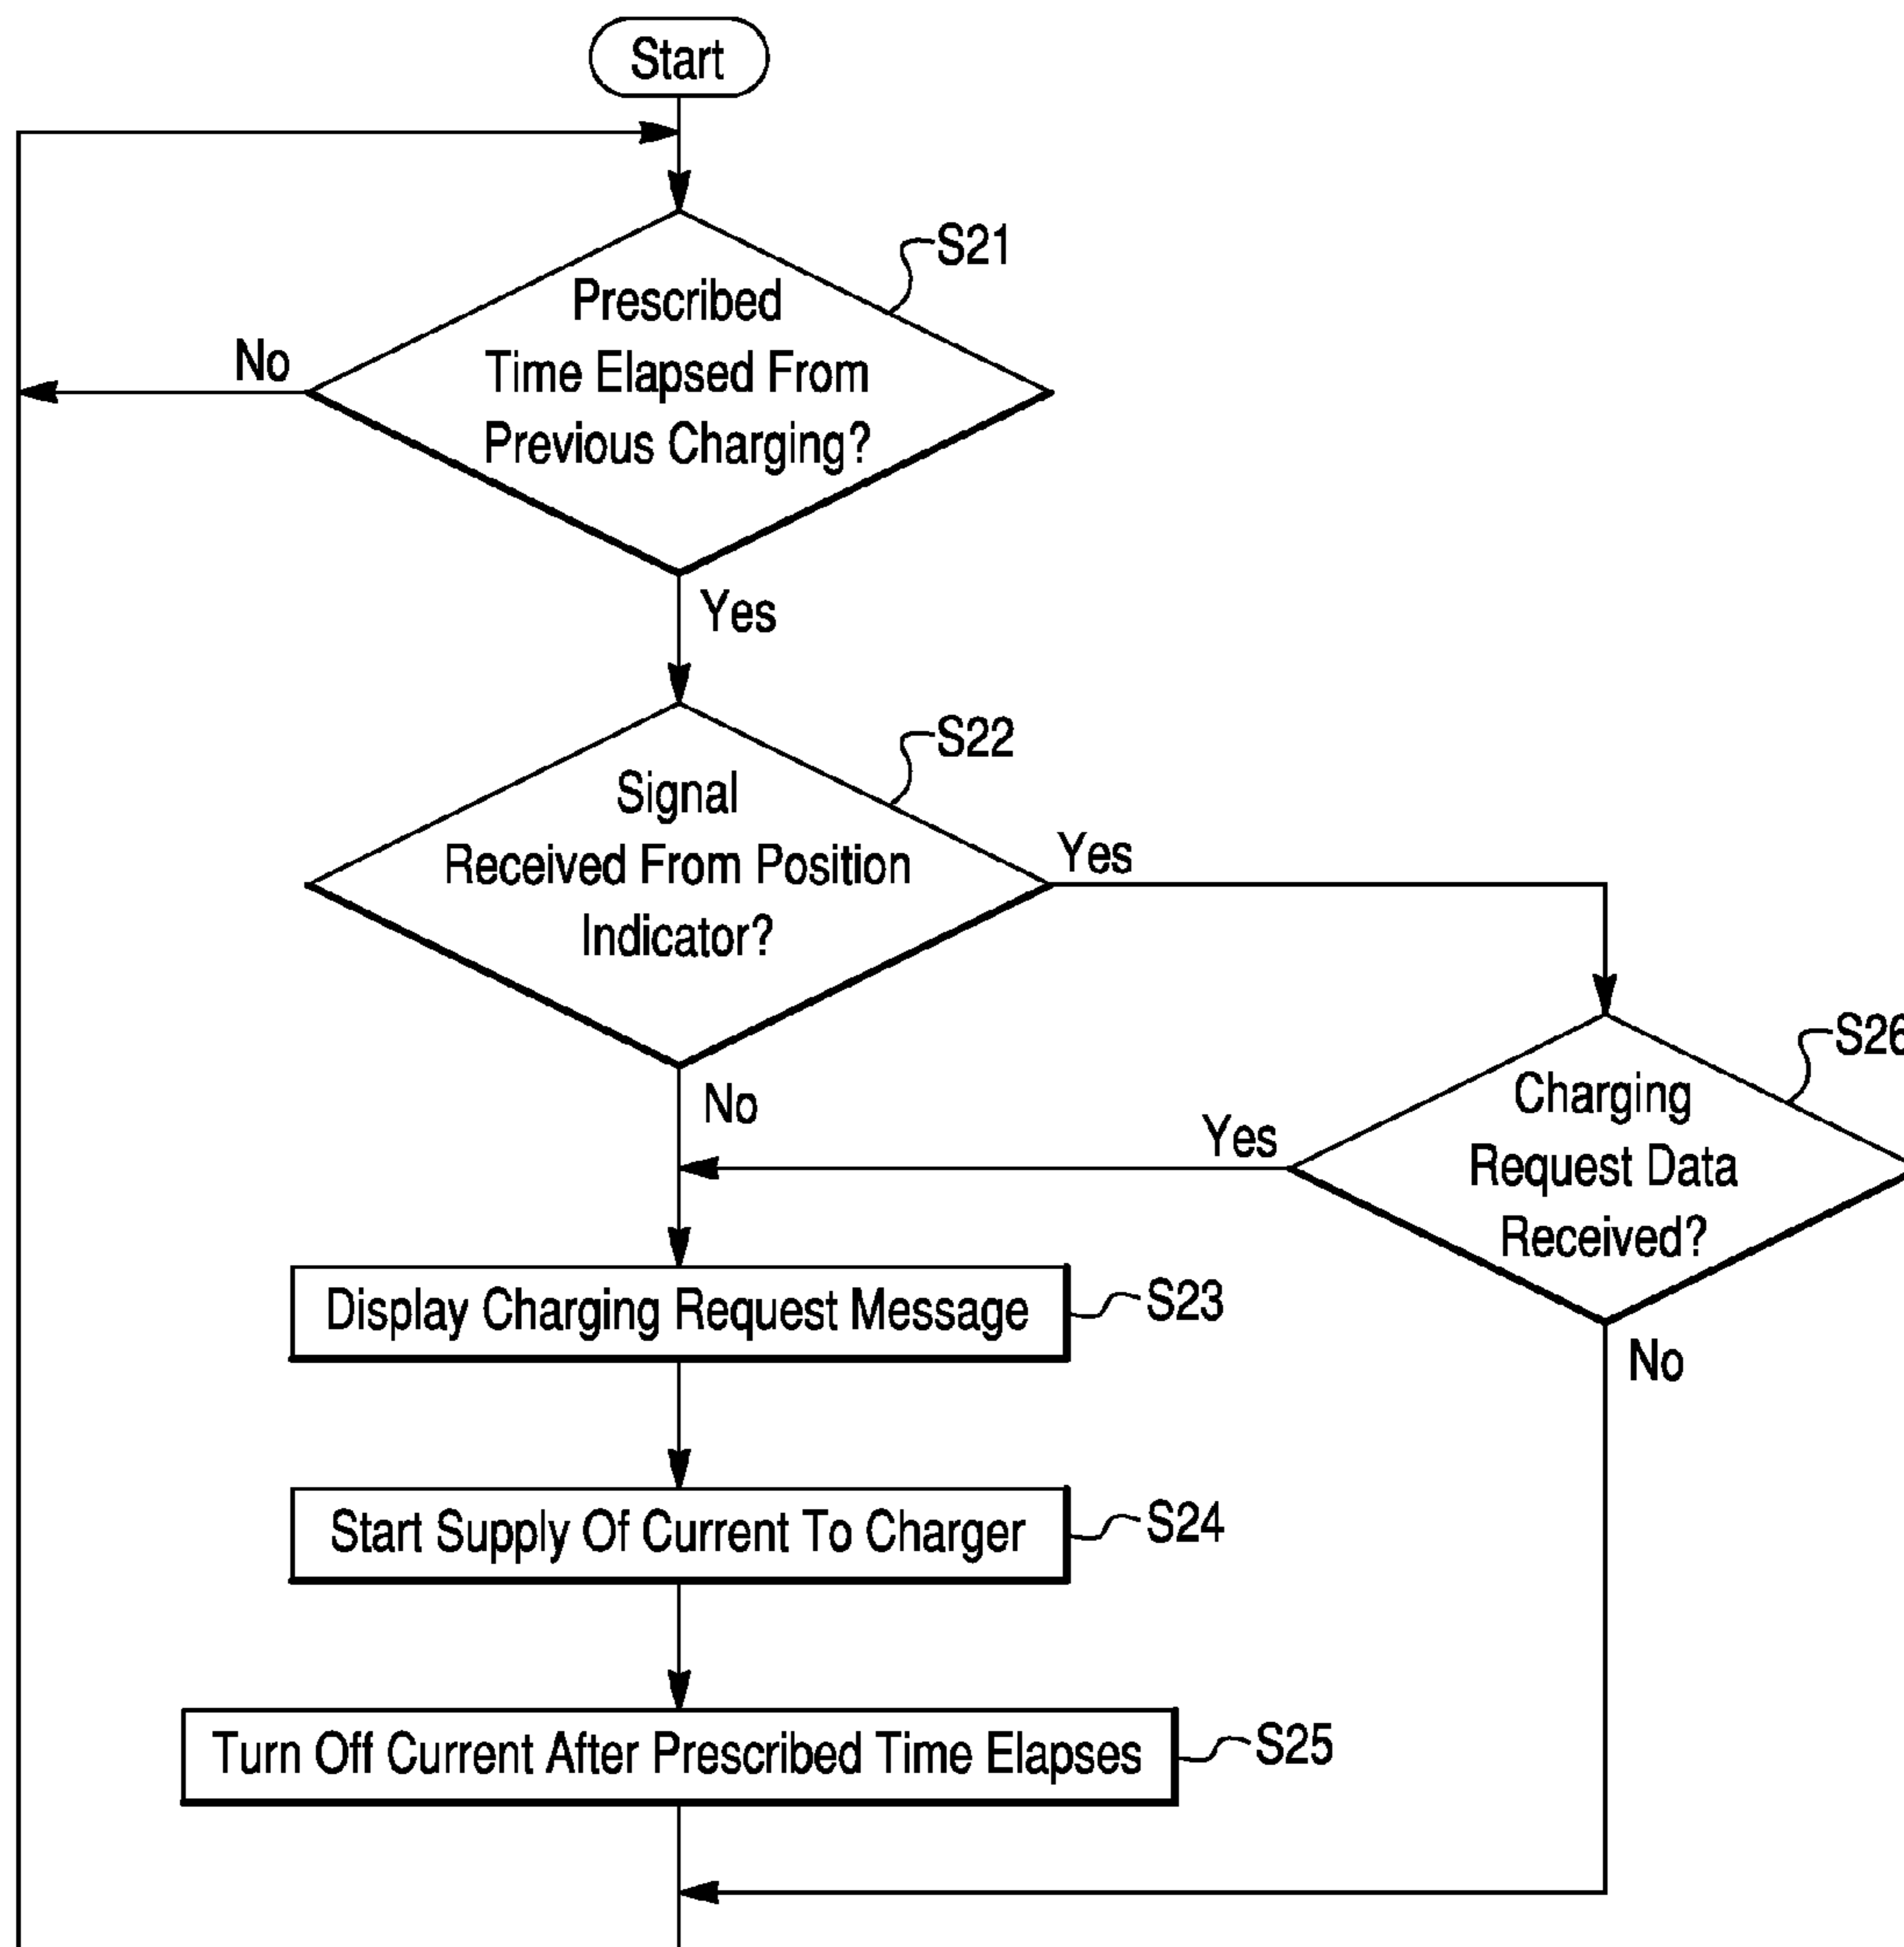 Start
S21
Prescribed
Time Elapsed From
Previous Charging?
No
Yes
S22
Signal
Received From Position
Indicator?
Yes
No
S26
Charging
Request Data
Received?
Yes
No
Display Charging Request Message
S23
Start Supply Of Current To Charger
S24
Turn Off Current After Prescribed Time Elapses
S25